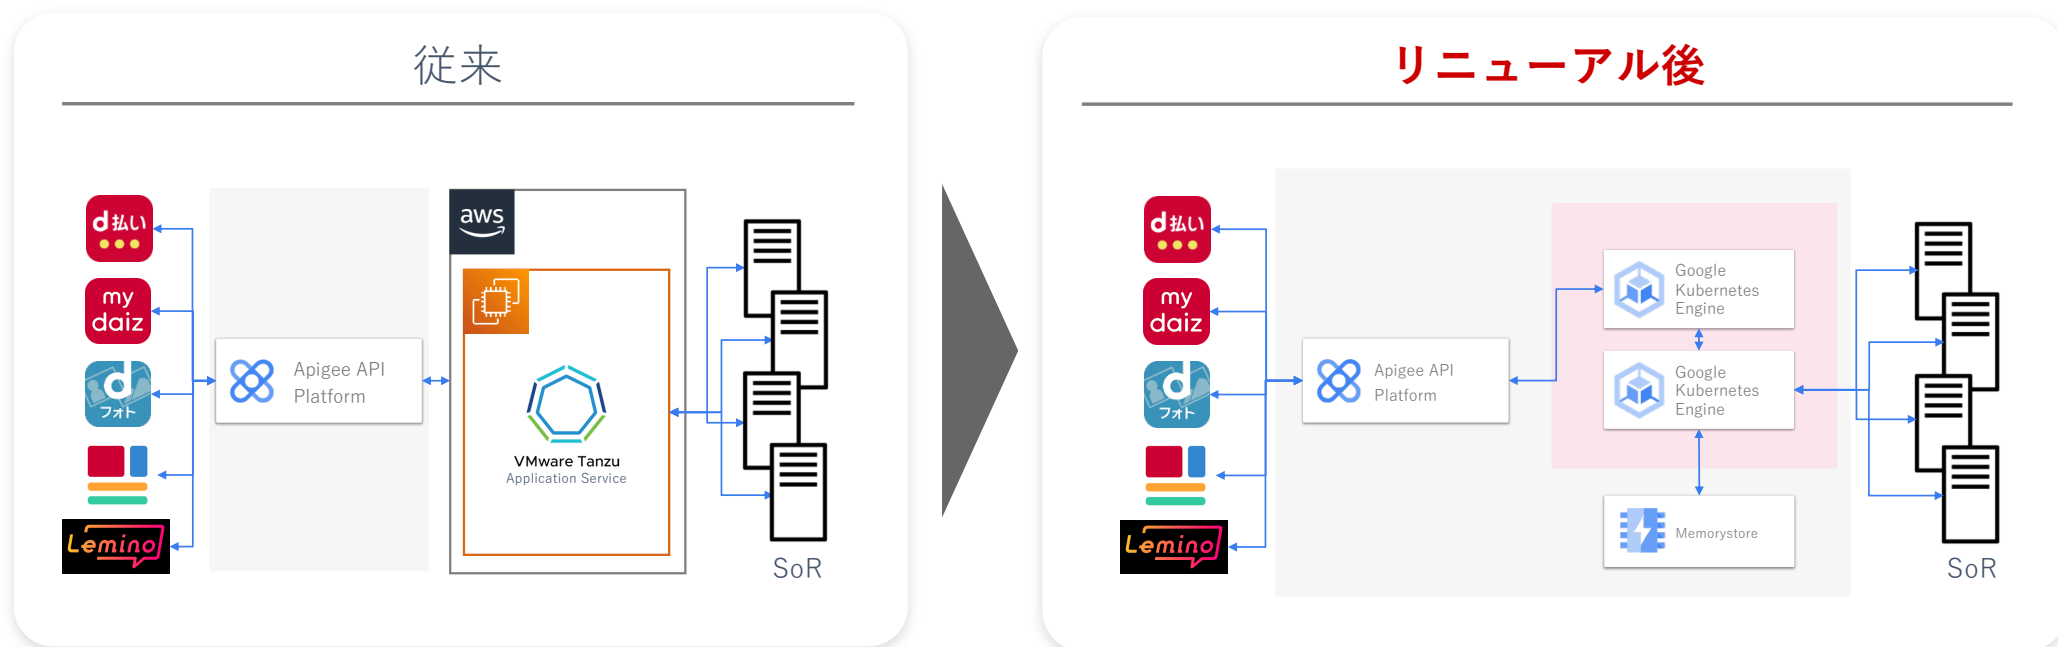 従来
d払い
my
daiz
d
フォト
Lemino
Apigee API
Platform
aws
VMware Tanzu
Application Service
SoR
リニューアル後
d払い
my
daiz
d
フォト
Lemino
Apigee API
Platform
Google
Kubernetes
Engine
Google
Kubernetes
Engine
Memorystore
SoR